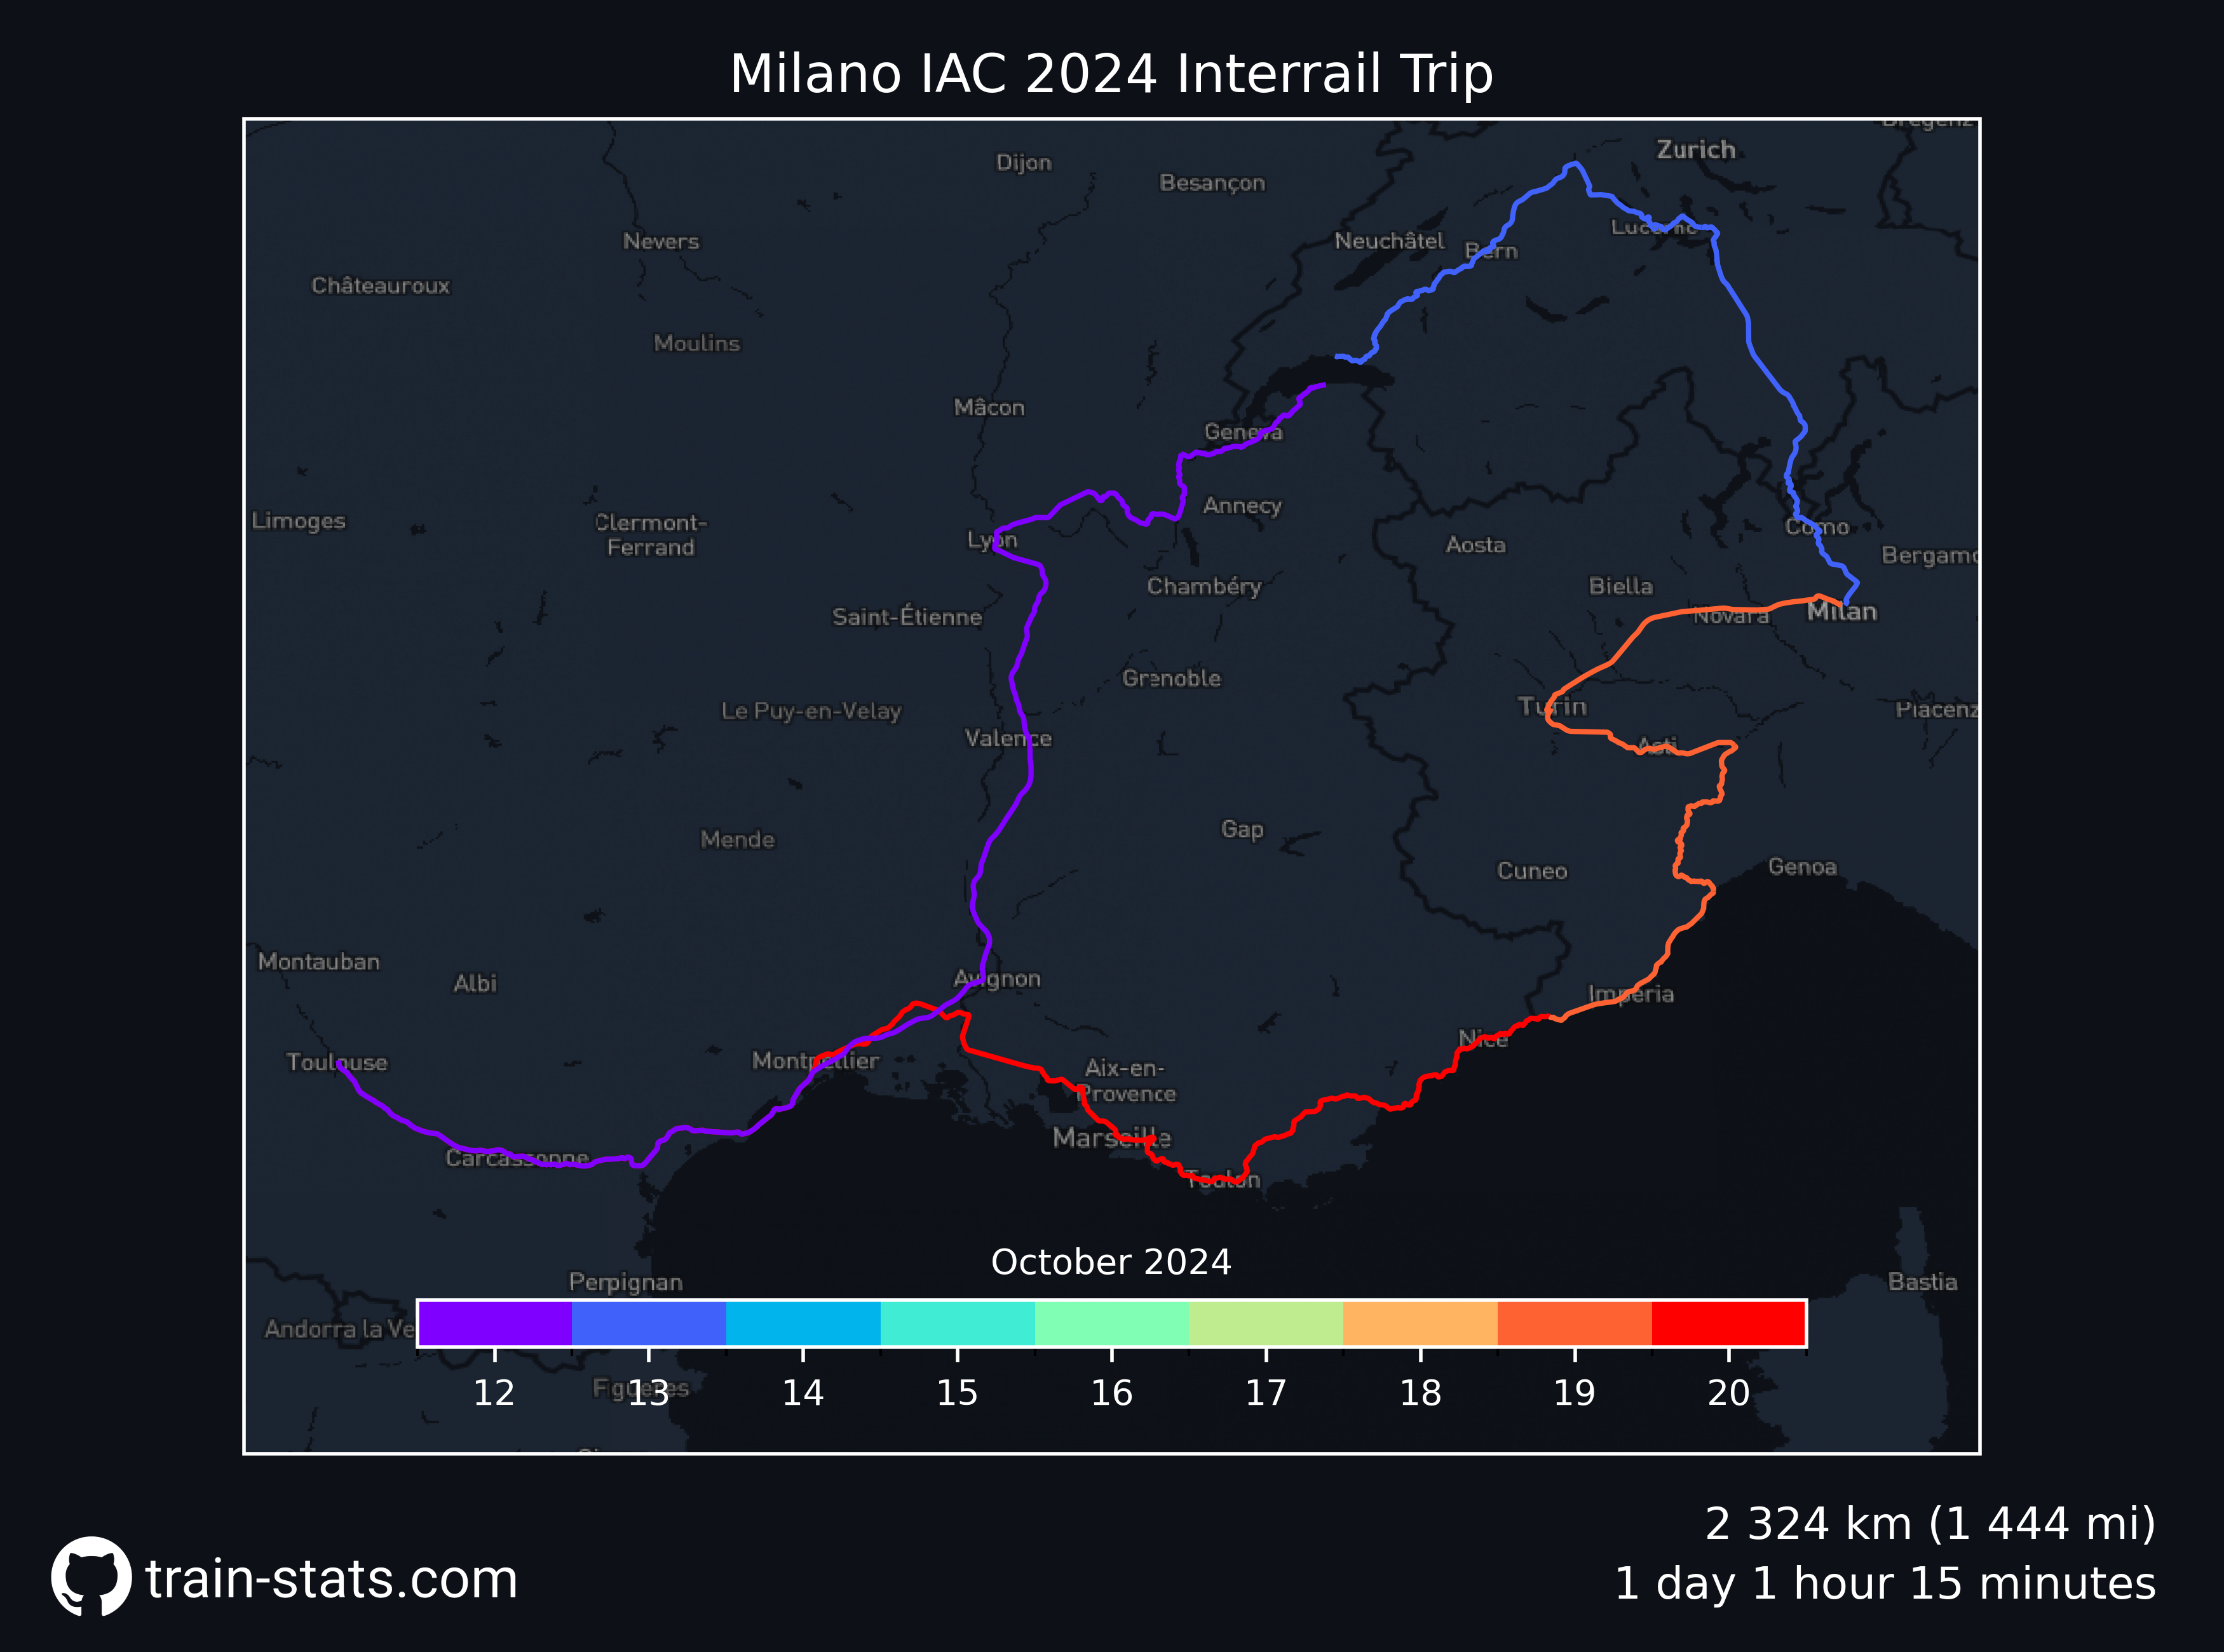 Milano IAC 2024 Interrail Trip
Zurich
Dijon
Besançon
Nevers
Neuchâtel
Lucerne
Bern
Châteauroux
Moulins
Mâcon
Geneva
Annecy
Limoges
Clermont-
Ferrand
Lyon
Como
Aosta
Bergamo
Chambéry
Biella
Saint-Étienne
Novara
Milan
Grenoble
Le Puy-en-Velay
Turin
Valence
Asti
Gap
Mende
Genoa
Cuneo
Montauban
Albi
Avignon
Imperia
Nice
Toulouse
Montpellier
Aix-en-
Provence
Marseille
Carcassonne
Toulon
October 2024
Perpignan
Bastia
Andorra la Ve
Figueres
12 13 14 15 16 17 18 19 20
2 324 km (1 444 mi)
train-stats.com
1 day 1 hour 15 minutes